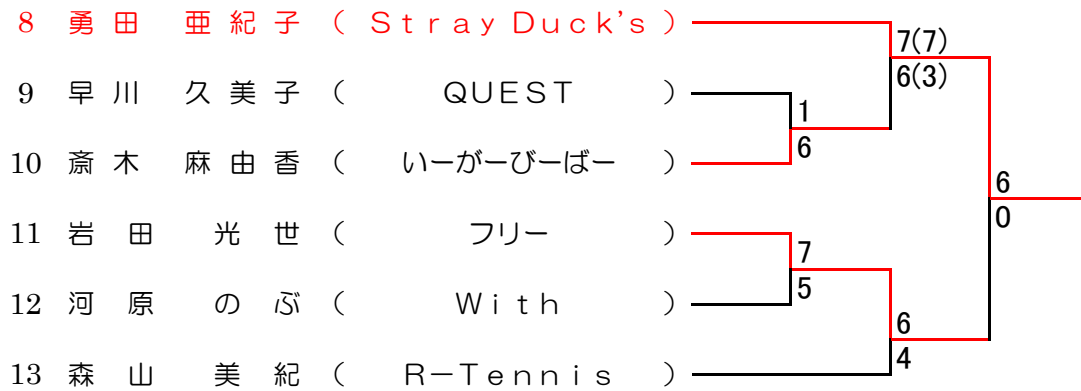 8 勇田 亜紀子 ( Stray Duck's )
7(7)
6(3)
9 早川 久美子 ( QUEST )
1
6
10 斎木 麻由香 ( いーがーびーばー )
6
0
11 岩田 光世 ( フリー )
7
5
12 河原 のぶ ( With )
6
4
13 森山 美紀 ( R−Tennis )